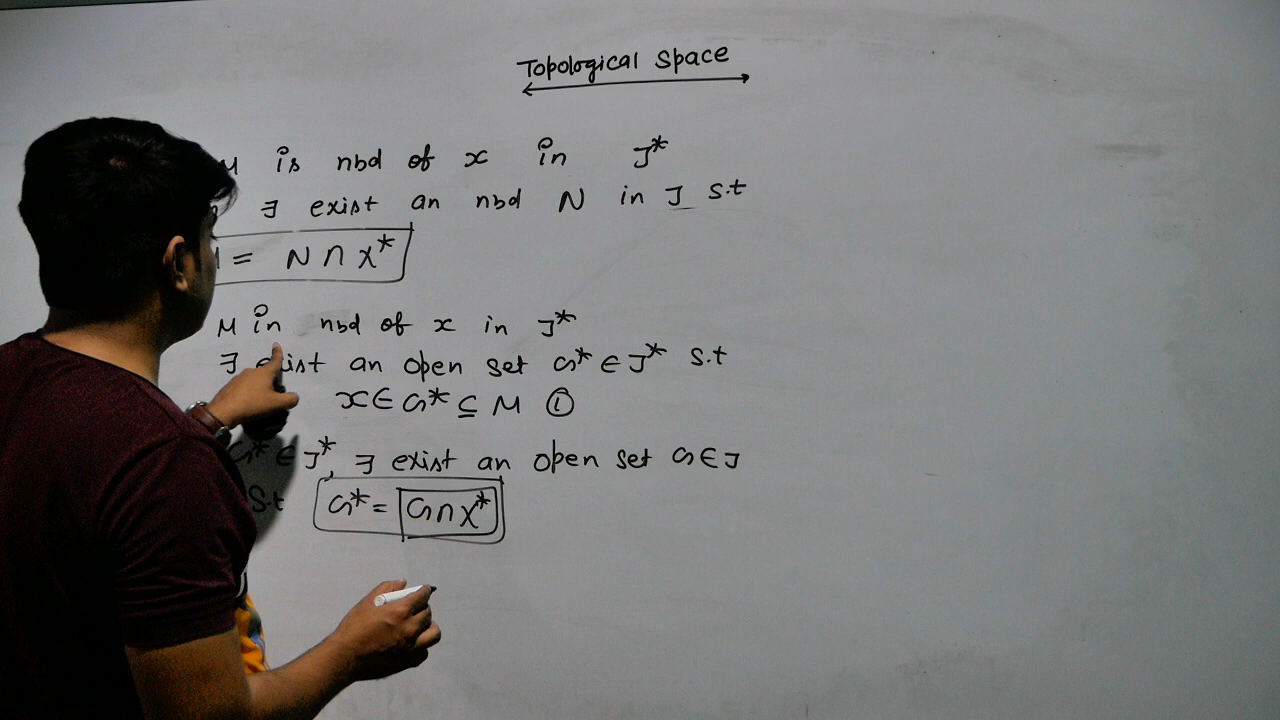 Topological Space
M is nbd of x in J*
∃ exist an nbd N in J s.t
= N ∩ X*
M in nbd of x in J*
∃ exist an open set G* ∈ J* s.t
x ∈ G* ⊆ M ①
G* ∈ J*, ∃ exist an open set G ∈ J
s.t G* = G ∩ X*